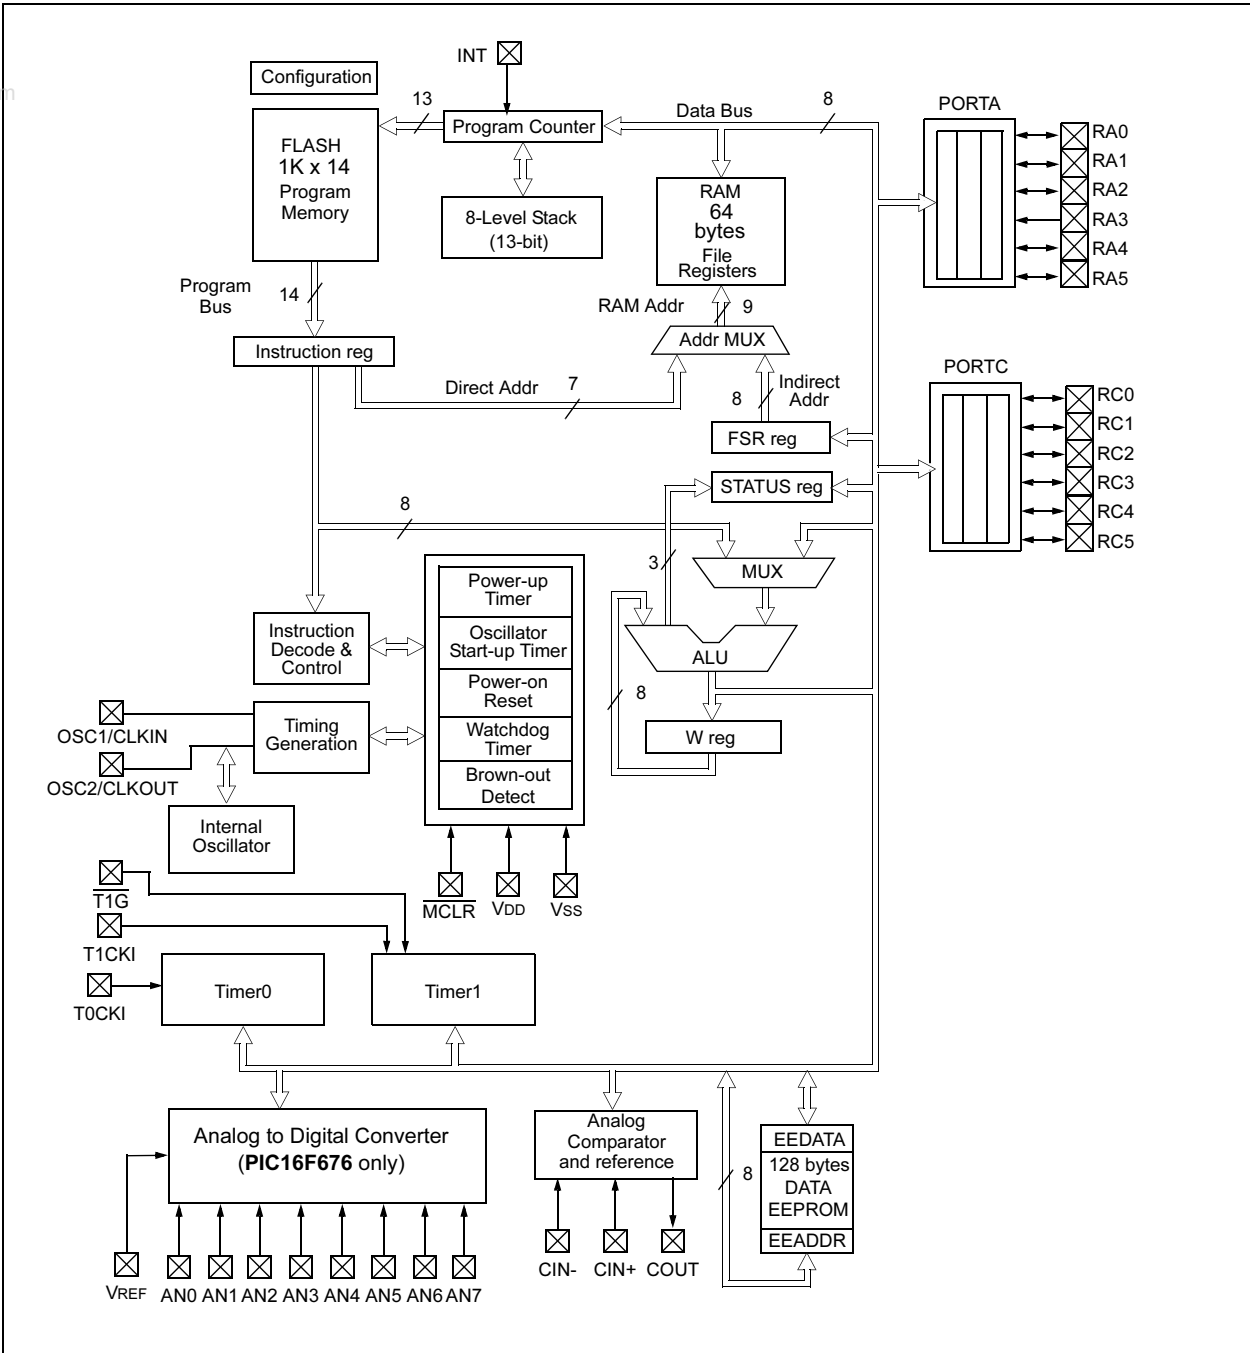 INT
Configuration
m
13
Data Bus
8
PORTA
FLASH
1K x 14
Program
Memory
Program Counter
8-Level Stack
(13-bit)
RAM
64
bytes
File
Registers
RA0
RA1
RA2
RA3
RA4
RA5
Program
Bus
14
RAM Addr
9
Instruction reg
Addr MUX
Direct Addr
7
8
Indirect
Addr
FSR reg
STATUS reg
PORTC
RC0
RC1
RC2
RC3
RC4
RC5
8
3
MUX
ALU
8
W reg
Power-up
Timer
Oscillator
Start-up Timer
Power-on
Reset
Watchdog
Timer
Brown-out
Detect
Instruction
Decode &
Control
OSC1/CLKIN
Timing
Generation
OSC2/CLKOUT
Internal
Oscillator
MCLR
VDD
VSS
T1G
T1CKI
T0CKI
Timer0
Timer1
Analog to Digital Converter
(PIC16F676 only)
Analog
Comparator
and reference
8
EEDATA
128 bytes
DATA
EEPROM
EEADDR
VREF
AN0 AN1 AN2 AN3 AN4 AN5 AN6 AN7
CIN- CIN+ COUT